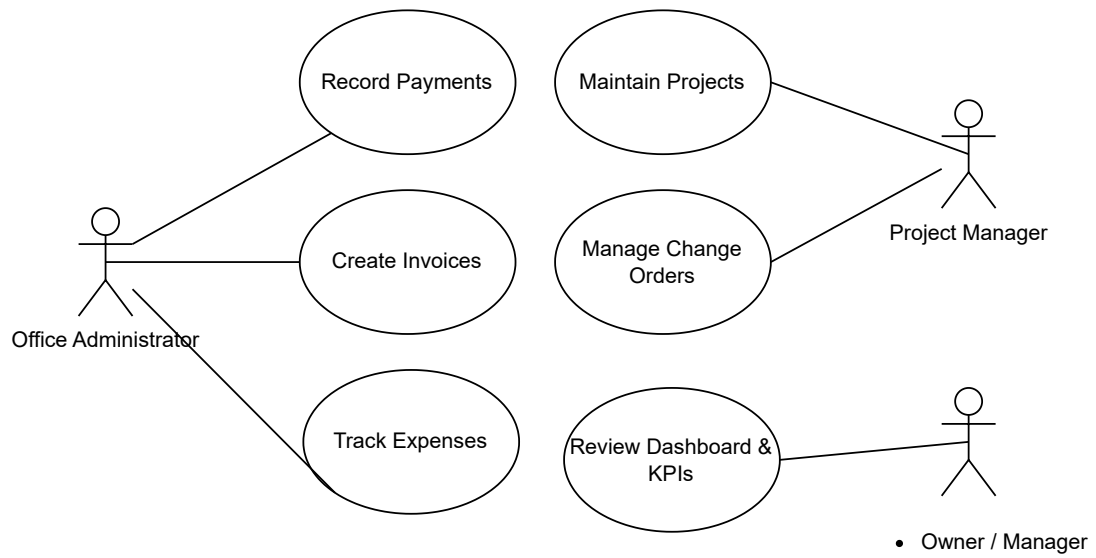 Record Payments
Maintain Projects
Project Manager
Create Invoices
Manage Change
Orders
Office Administrator
Track Expenses
Review Dashboard &
KPIs
• Owner / Manager